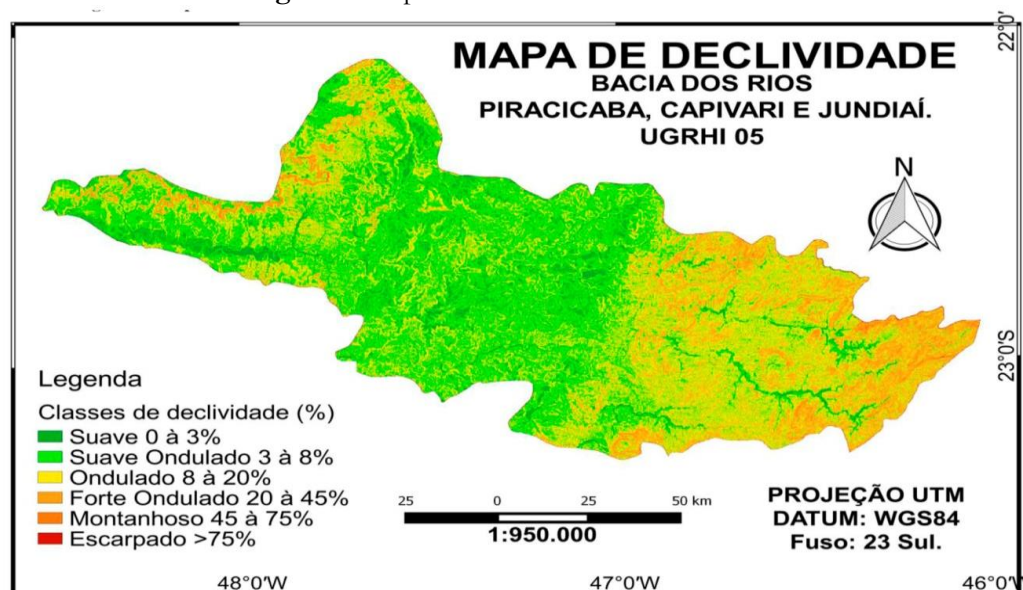 22°0'
MAPA DE DECLIVIDADE
BACIA DOS RIOS
PIRACICABA, CAPIVARI E JUNDIAÍ.
UGRHI 05
N
23°0'S
Legenda
Classes de declividade (%)
Suave 0 à 3%
Suave Ondulado 3 à 8%
Ondulado 8 à 20%
Forte Ondulado 20 à 45%
Montanhoso 45 à 75%
Escarpado >75%
25 0 25 50 km
1:950.000
PROJEÇÃO UTM
DATUM: WGS84
Fuso: 23 Sul.
48°0'W 47°0'W 46°0'W